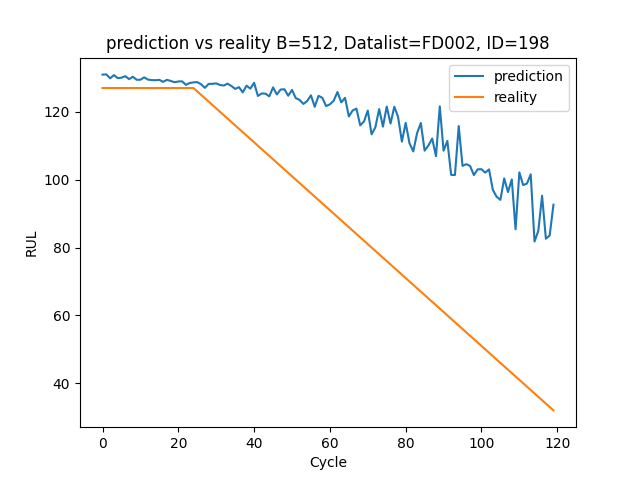 prediction vs reality B=512, Datalist=FD002, ID=198
prediction
reality
120
100
80
60
40
RUL
0 20 40 60 80 100 120
Cycle